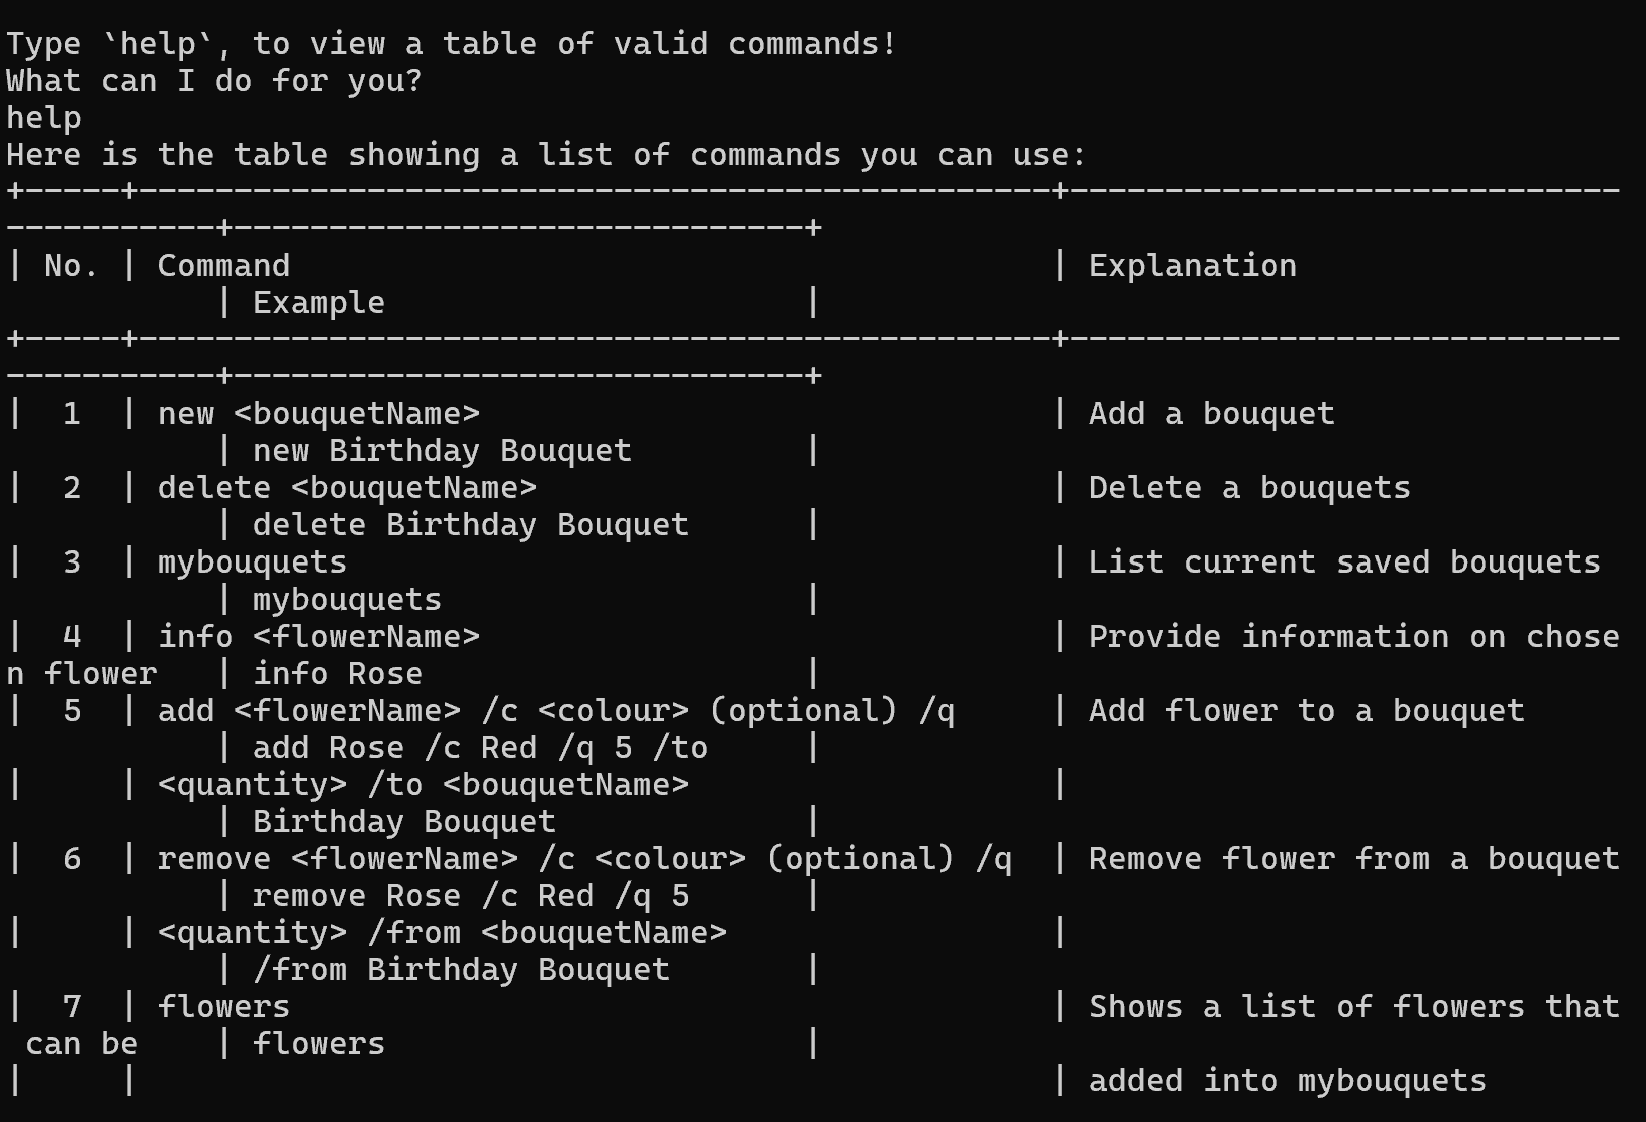 Type `help`, to view a table of valid commands!
What can I do for you?
help
Here is the table showing a list of commands you can use:
+-----+------------------------------------------------+-----------------------------
-----------+------------------------------+
| No. | Command                                        | Explanation
           | Example                      |
+-----+------------------------------------------------+-----------------------------
-----------+------------------------------+
|  1  | new <bouquetName>                              | Add a bouquet
           | new Birthday Bouquet         |
|  2  | delete <bouquetName>                           | Delete a bouquets
           | delete Birthday Bouquet      |
|  3  | mybouquets                                     | List current saved bouquets
           | mybouquets                   |
|  4  | info <flowerName>                              | Provide information on chose
n flower   | info Rose                    |
|  5  | add <flowerName> /c <colour> (optional) /q     | Add flower to a bouquet
           | add Rose /c Red /q 5 /to     |
|     | <quantity> /to <bouquetName>                   |
           | Birthday Bouquet             |
|  6  | remove <flowerName> /c <colour> (optional) /q  | Remove flower from a bouquet
           | remove Rose /c Red /q 5      |
|     | <quantity> /from <bouquetName>                 |
           | /from Birthday Bouquet       |
|  7  | flowers                                        | Shows a list of flowers that
 can be    | flowers                      |
|     |                                                | added into mybouquets